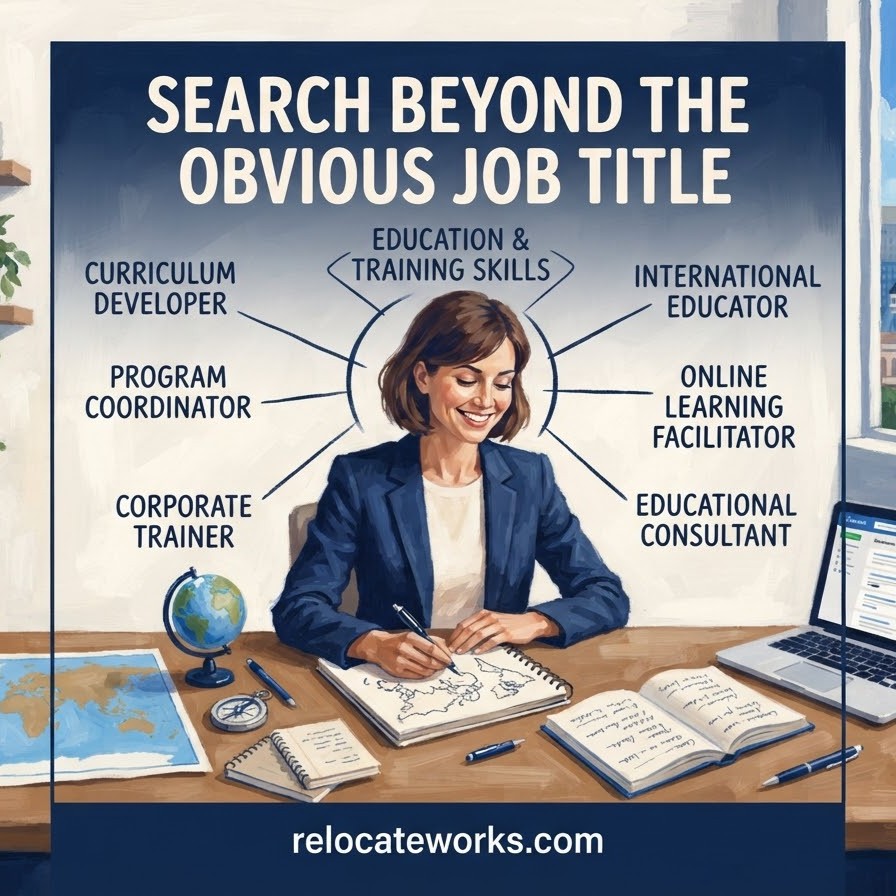 SEARCH BEYOND THE
OBVIOUS JOB TITLE
EDUCATION &
TRAINING SKILLS
CURRICULUM
DEVELOPER
INTERNATIONAL
EDUCATOR
PROGRAM
COORDINATOR
ONLINE
LEARNING
FACILITATOR
CORPORATE
TRAINER
EDUCATIONAL
CONSULTANT
relocateworks.com